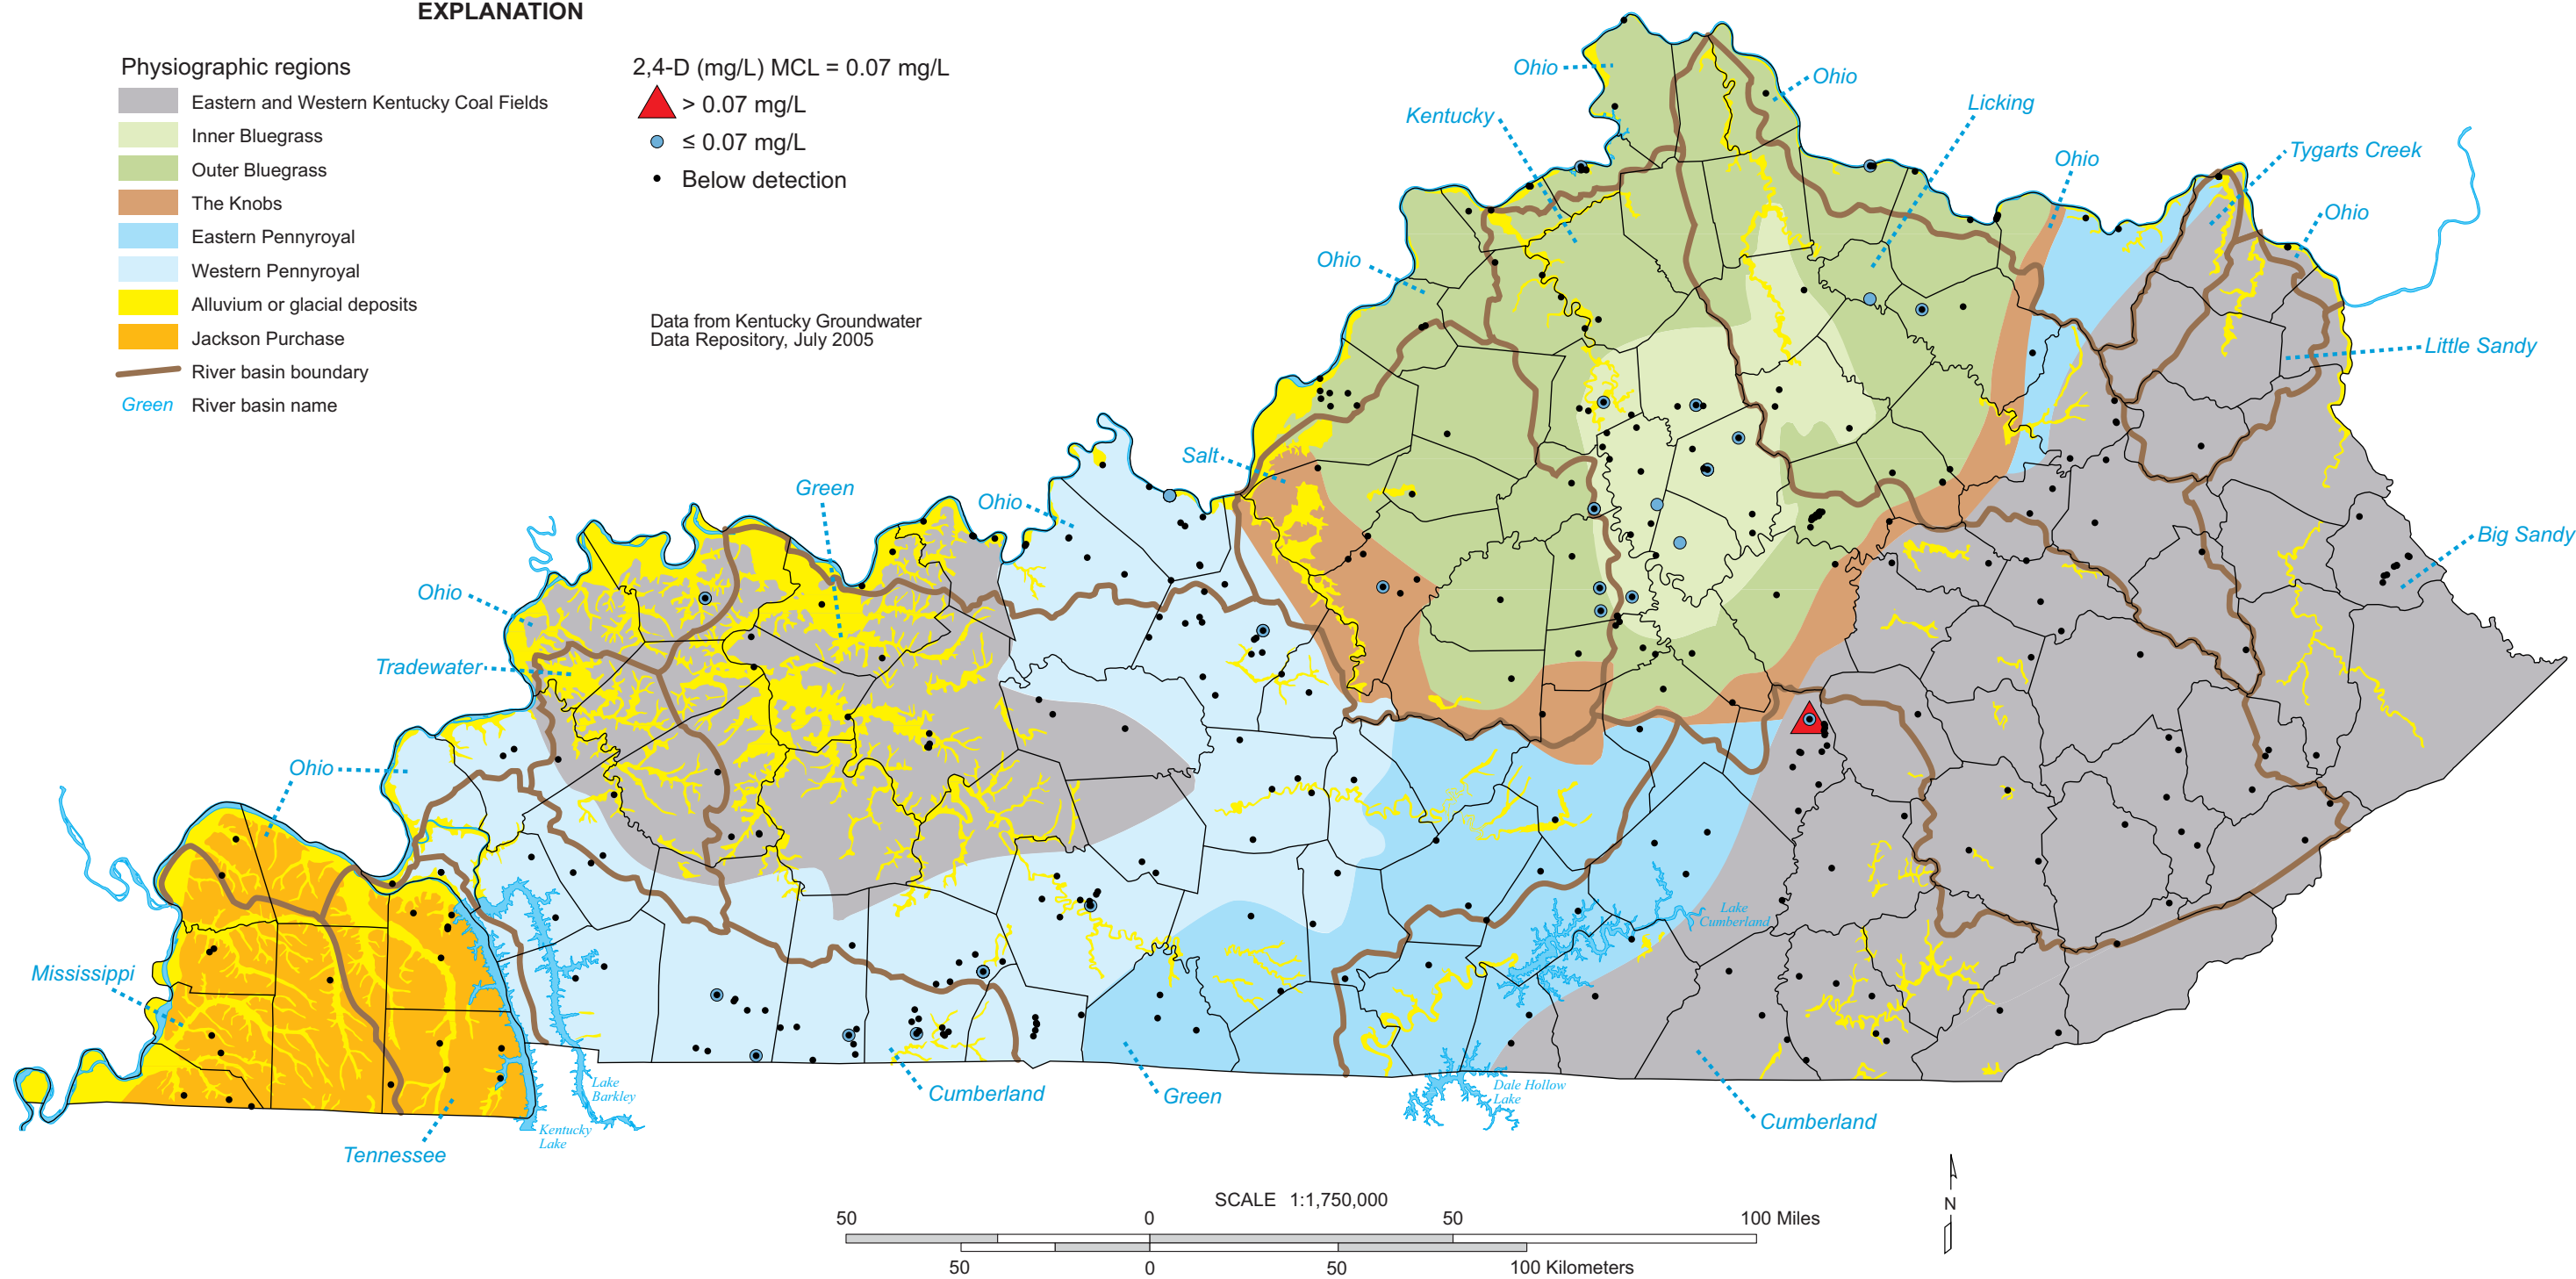 EXPLANATION
Physiographic regions
Eastern and Western Kentucky Coal Fields
Inner Bluegrass
Outer Bluegrass
The Knobs
Eastern Pennyroyal
Western Pennyroyal
Alluvium or glacial deposits
Jackson Purchase
River basin boundary
Green River basin name
2,4-D (mg/L) MCL = 0.07 mg/L
> 0.07 mg/L
≤ 0.07 mg/L
Below detection
Data from Kentucky Groundwater
Data Repository, July 2005
Ohio
Ohio
Kentucky
Licking
Ohio
Tygarts Creek
Ohio
Ohio
Little Sandy
Salt
Green
Ohio
Big Sandy
Ohio
Tradewater
Ohio
Lake
Cumberland
Mississippi
Lake
Barkley
Cumberland
Green
Dale Hollow
Lake
Cumberland
Kentucky
Lake
Tennessee
SCALE 1:1,750,000
50 0 50 100 Miles
50 0 50 100 Kilometers
N